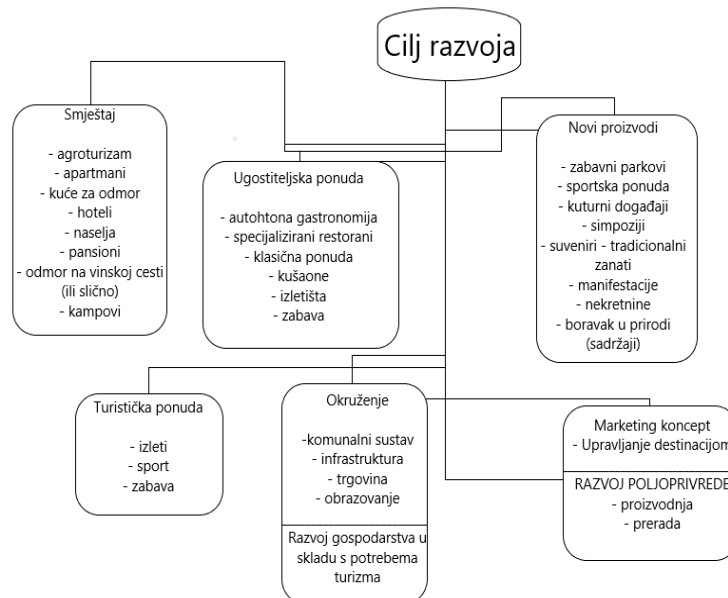 Cilj razvoja
Smještaj
- agroturizam
- apartmani
- kuće za odmor
- hoteli
- naselja
- pansioni
- odmor na vinskoj cesti
(ili slično)
- kampovi
Ugostiteljska ponuda
- autohtona gastronomija
- specijalizirani restorani
- klasična ponuda
- kušaone
- izletišta
- zabava
Novi proizvodi
- zabavni parkovi
- sportska ponuda
- kuturni događaji
- simpoziji
- suveniri - tradicionalni
zanati
- manifestacije
- nekretnine
- boravak u prirodi
(sadržaji)
Turistička ponuda
- izleti
- sport
- zabava
Okruženje
-komunalni sustav
- infrastruktura
- trgovina
- obrazovanje
Razvoj gospodarstva u
skladu s potrebema
turizma
Marketing koncept
- Upravljanje destinacijom
RAZVOJ POLJOPRIVREDE
- proizvodnja
- prerada